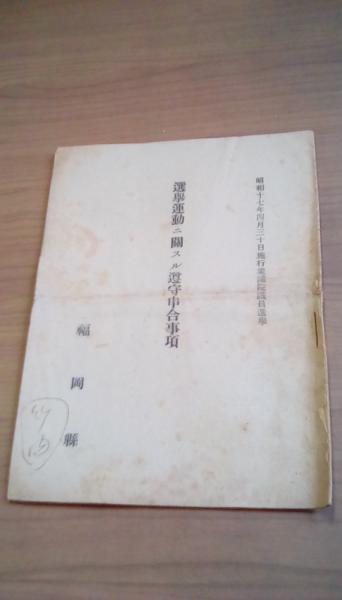 昭和十七年四月三十日施行衆議院議員選擧
選擧運動ニ關スル遵守申合事項
福岡縣